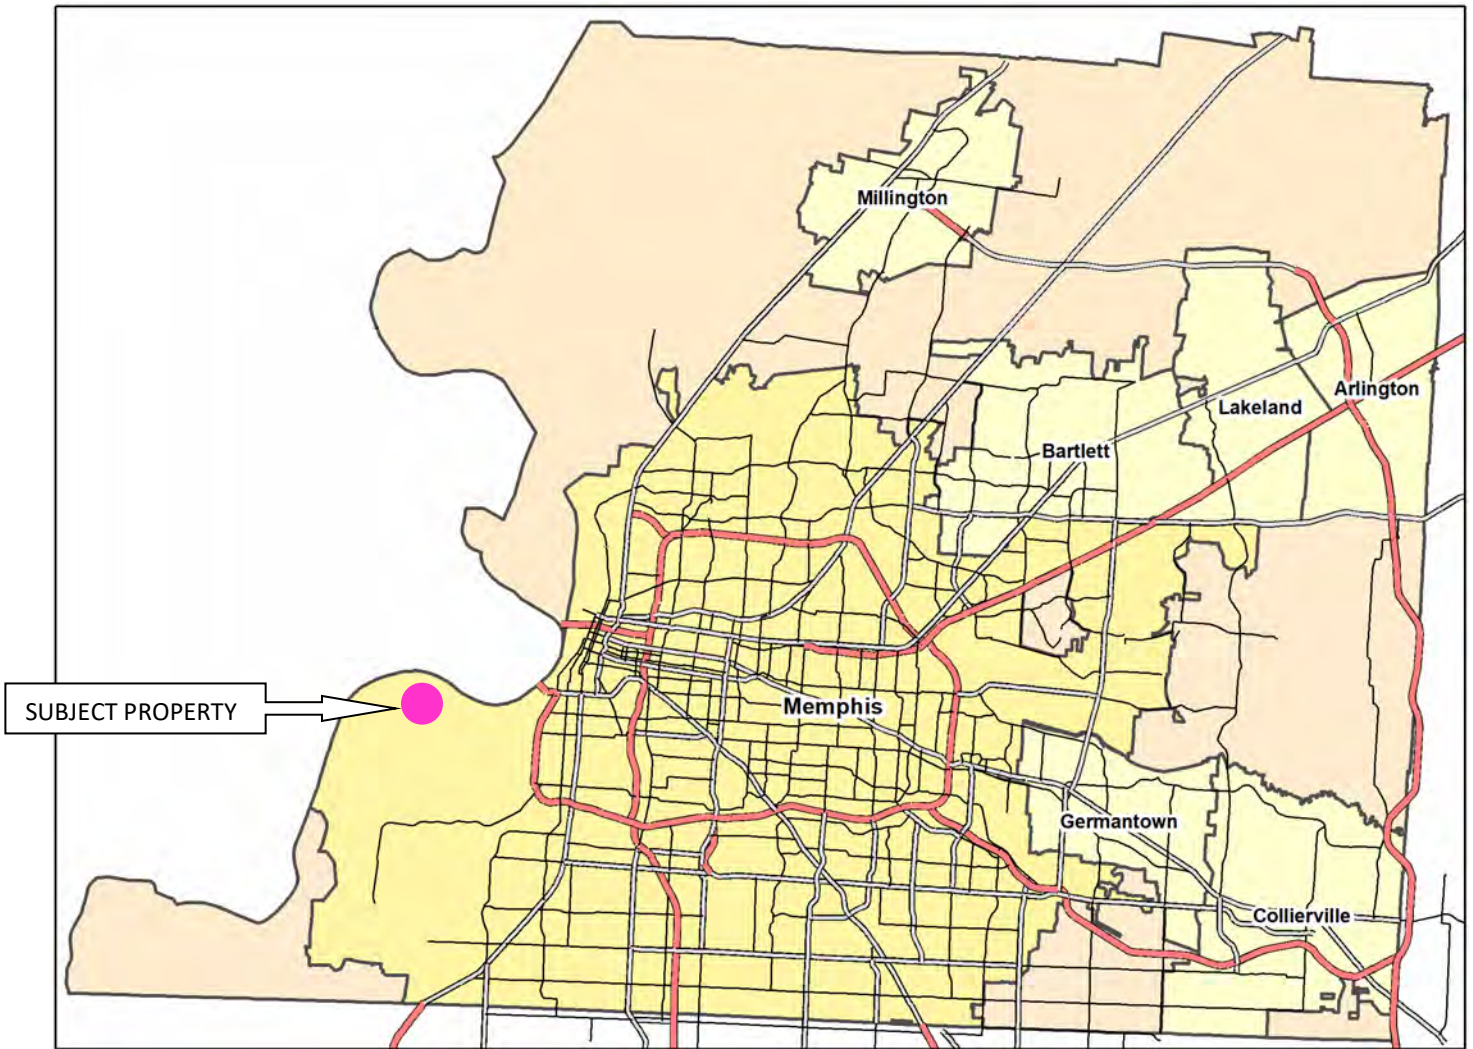 Millington
Arlington
Lakeland
Bartlett
SUBJECT PROPERTY
Memphis
Germantown
Collierville